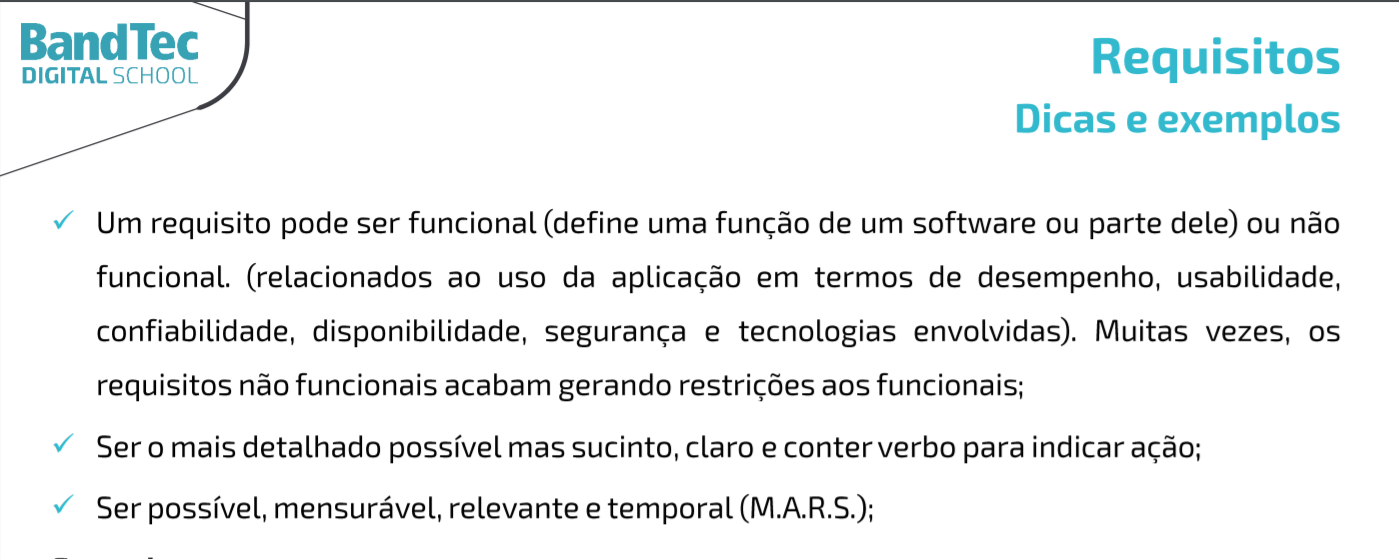 BandTec
DIGITAL SCHOOL
Requisitos
Dicas e exemplos
Um requisito pode ser funcional (define uma função de um software ou parte dele) ou não
funcional. (relacionados ao uso da aplicação em termos de desempenho, usabilidade,
confiabilidade, disponibilidade, segurança e tecnologias envolvidas). Muitas vezes, os
requisitos não funcionais acabam gerando restrições aos funcionais;
Ser o mais detalhado possível mas sucinto, claro e conter verbo para indicar ação;
Ser possível, mensurável, relevante e temporal (M.A.R.S.);